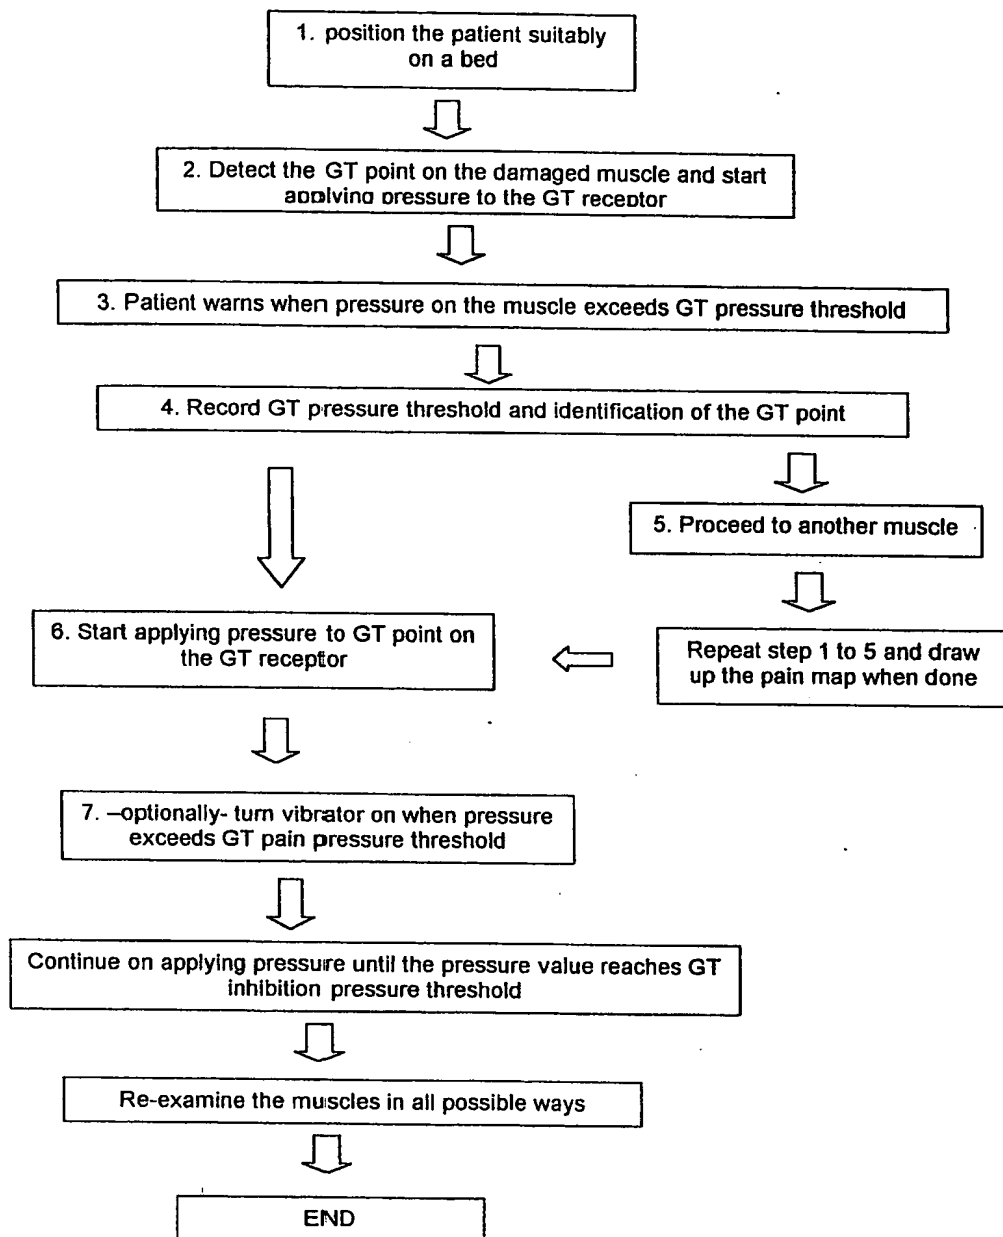 1. position the patient suitably
on a bed
2. Detect the GT point on the damaged muscle and start
applying pressure to the GT receptor
3. Patient warns when pressure on the muscle exceeds GT pressure threshold
4. Record GT pressure threshold and identification of the GT point
5. Proceed to another muscle
6. Start applying pressure to GT point on
the GT receptor
Repeat step 1 to 5 and draw
up the pain map when done
7. –optionally- turn vibrator on when pressure
exceeds GT pain pressure threshold
Continue on applying pressure until the pressure value reaches GT
inhibition pressure threshold
Re-examine the muscles in all possible ways
END